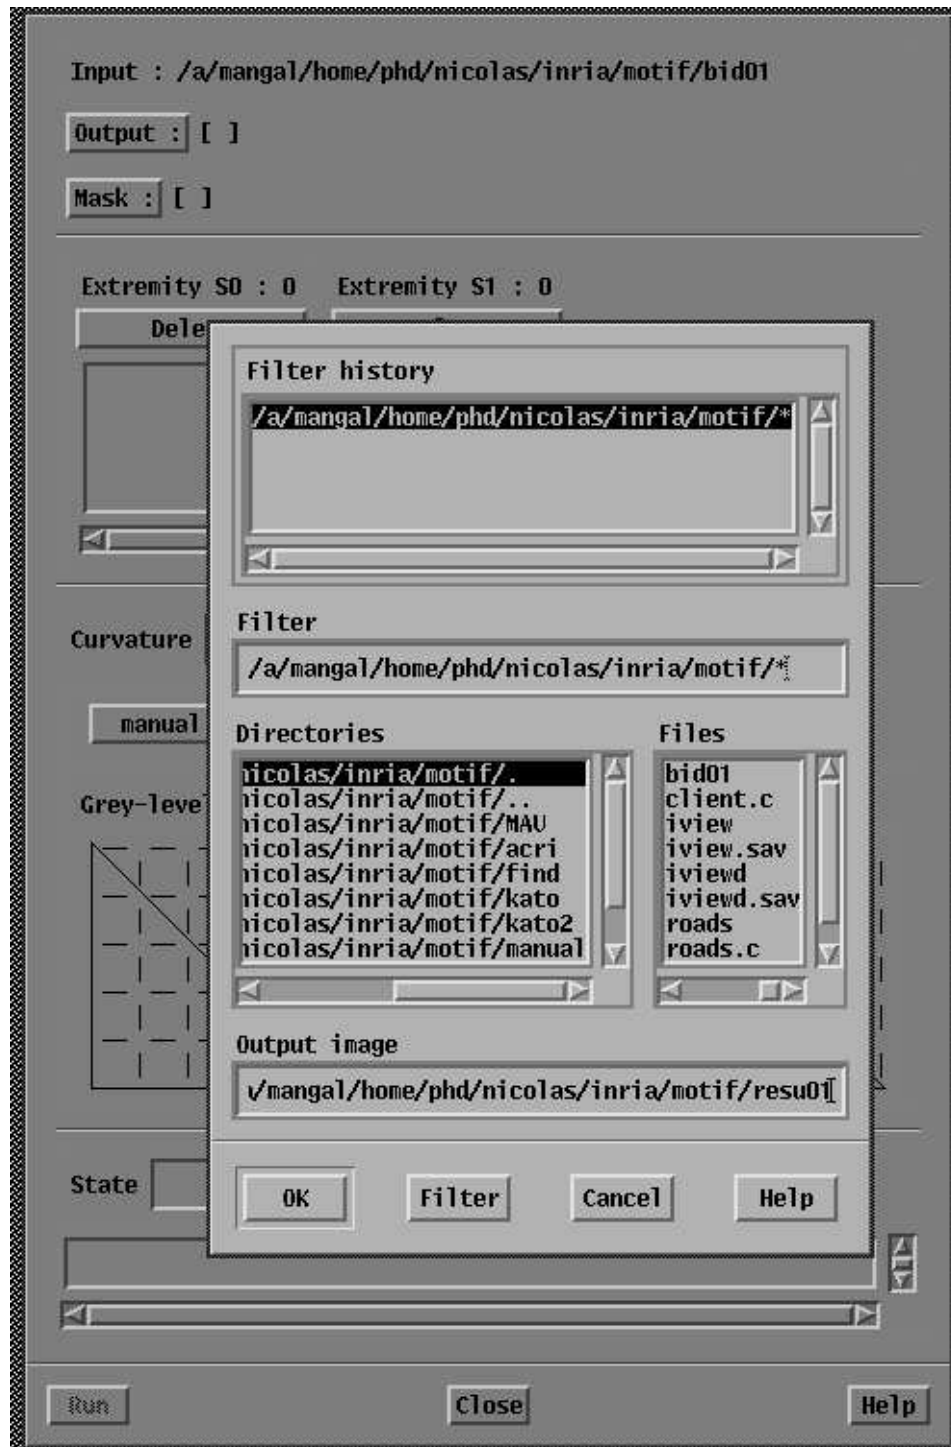 Input : /a/mangal/home/phd/nicolas/inria/motif/bid01
Output : [ ]
Mask : [ ]
Extremity S0 : 0 Extremity S1 : 0
Dele
Filter history
/a/mangal/home/phd/nicolas/inria/motif/*
Filter
/a/mangal/home/phd/nicolas/inria/motif/*
Curvature
manual
Directories
nicolas/inria/motif/.
nicolas/inria/motif/..
nicolas/inria/motif/MAU
nicolas/inria/motif/acri
nicolas/inria/motif/find
nicolas/inria/motif/kato
nicolas/inria/motif/kato2
nicolas/inria/motif/manual
Files
bid01
client.c
iview
iview.sav
iviewd
iviewd.sav
roads
roads.c
Grey-leve
Output image
/mangal/home/phd/nicolas/inria/motif/resu01
State
OK Filter Cancel Help
Run Close Help